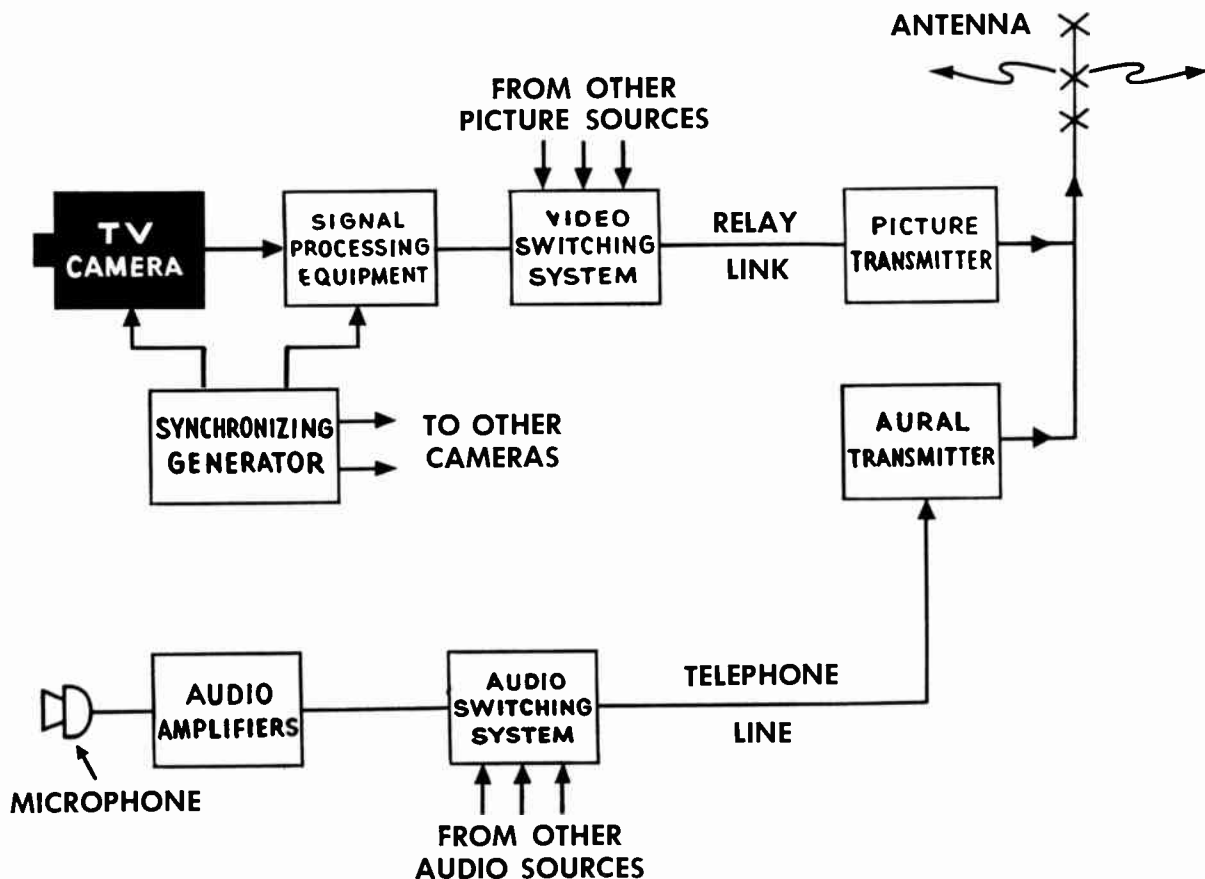 ANTENNA
FROM OTHER
PICTURE SOURCES
TV
CAMERA
SIGNAL
PROCESSING
EQUIPMENT
VIDEO
SWITCHING
SYSTEM
RELAY
LINK
PICTURE
TRANSMITTER
SYNCHRONIZING
GENERATOR
TO OTHER
CAMERAS
AURAL
TRANSMITTER
MICROPHONE
AUDIO
AMPLIFIERS
AUDIO
SWITCHING
SYSTEM
TELEPHONE
LINE
FROM OTHER
AUDIO SOURCES